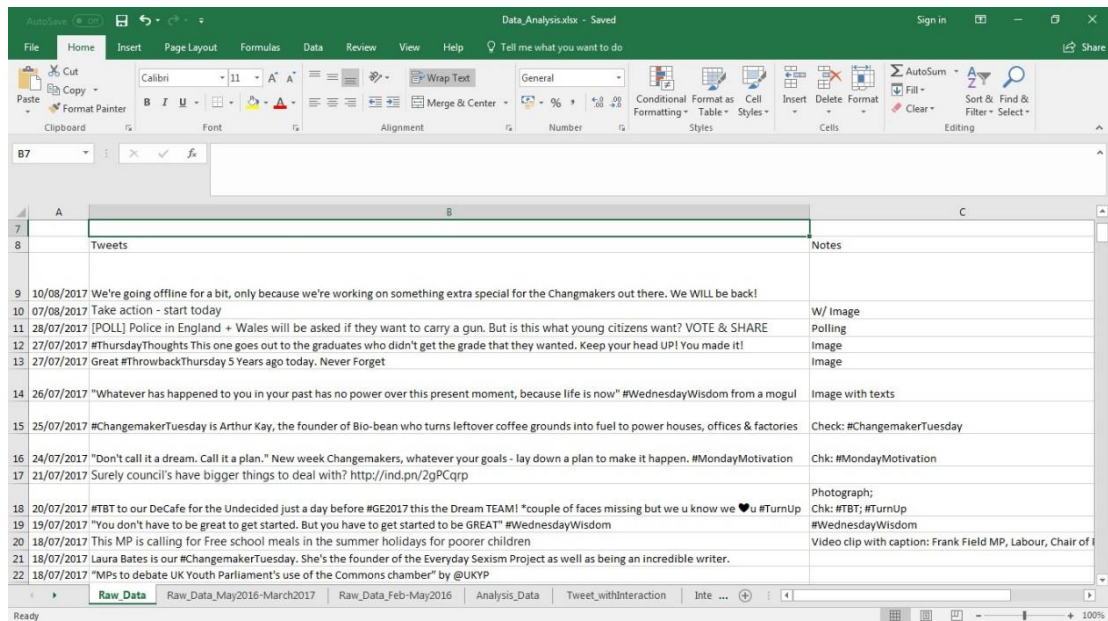 AutoSave Off
Data_Analysis.xlsx - Saved
Sign in
File Home Insert Page Layout Formulas Data Review View Help Tell me what you want to do Share
Paste
Cut
Copy
Format Painter
Clipboard
Calibri 11 A A
B I U A
Font
Wrap Text
Merge & Center
Alignment
General
% ,
Number
Conditional Formatting
Format as Table
Cell Styles
Styles
Insert Delete Format
Cells
AutoSum
Fill
Clear
Sort & Filter
Find & Select
Editing
B7 fx
A B C
7
8 Tweets Notes
9 10/08/2017 We're going offline for a bit, only because we're working on something extra special for the Changmakers out there. We WILL be back!
10 07/08/2017 Take action - start today W/ Image
11 28/07/2017 [POLL] Police in England + Wales will be asked if they want to carry a gun. But is this what young citizens want? VOTE & SHARE Polling
12 27/07/2017 #ThursdayThoughts This one goes out to the graduates who didn't get the grade that they wanted. Keep your head UP! You made it! Image
13 27/07/2017 Great #ThrowbackThursday 5 Years ago today. Never Forget Image
14 26/07/2017 "Whatever has happened to you in your past has no power over this present moment, because life is now" #WednesdayWisdom from a mogul Image with texts
15 25/07/2017 #ChangemakerTuesday is Arthur Kay, the founder of Bio-bean who turns leftover coffee grounds into fuel to power houses, offices & factories Check: #ChangemakerTuesday
16 24/07/2017 "Don't call it a dream. Call it a plan." New week Changemakers, whatever your goals - lay down a plan to make it happen. #MondayMotivation Chk: #MondayMotivation
17 21/07/2017 Surely council's have bigger things to deal with? http://ind.pn/2gPCqrp
Photograph;
18 20/07/2017 #TBT to our DeCafe for the Undecided just a day before #GE2017 this the Dream TEAM! *couple of faces missing but we u know we ♥u #TurnUp Chk: #TBT; #TurnUp
19 19/07/2017 "You don't have to be great to get started. But you have to get started to be GREAT" #WednesdayWisdom #WednesdayWisdom
20 18/07/2017 This MP is calling for Free school meals in the summer holidays for poorer children Video clip with caption: Frank Field MP, Labour, Chair of
21 18/07/2017 Laura Bates is our #ChangemakerTuesday. She's the founder of the Everyday Sexism Project as well as being an incredible writer.
22 18/07/2017 "MPs to debate UK Youth Parliament's use of the Commons chamber" by @UKYP
Raw_Data Raw_Data_May2016-March2017 Raw_Data_Feb-May2016 Analysis_Data Tweet_withInteraction Inte ...
Ready 100%